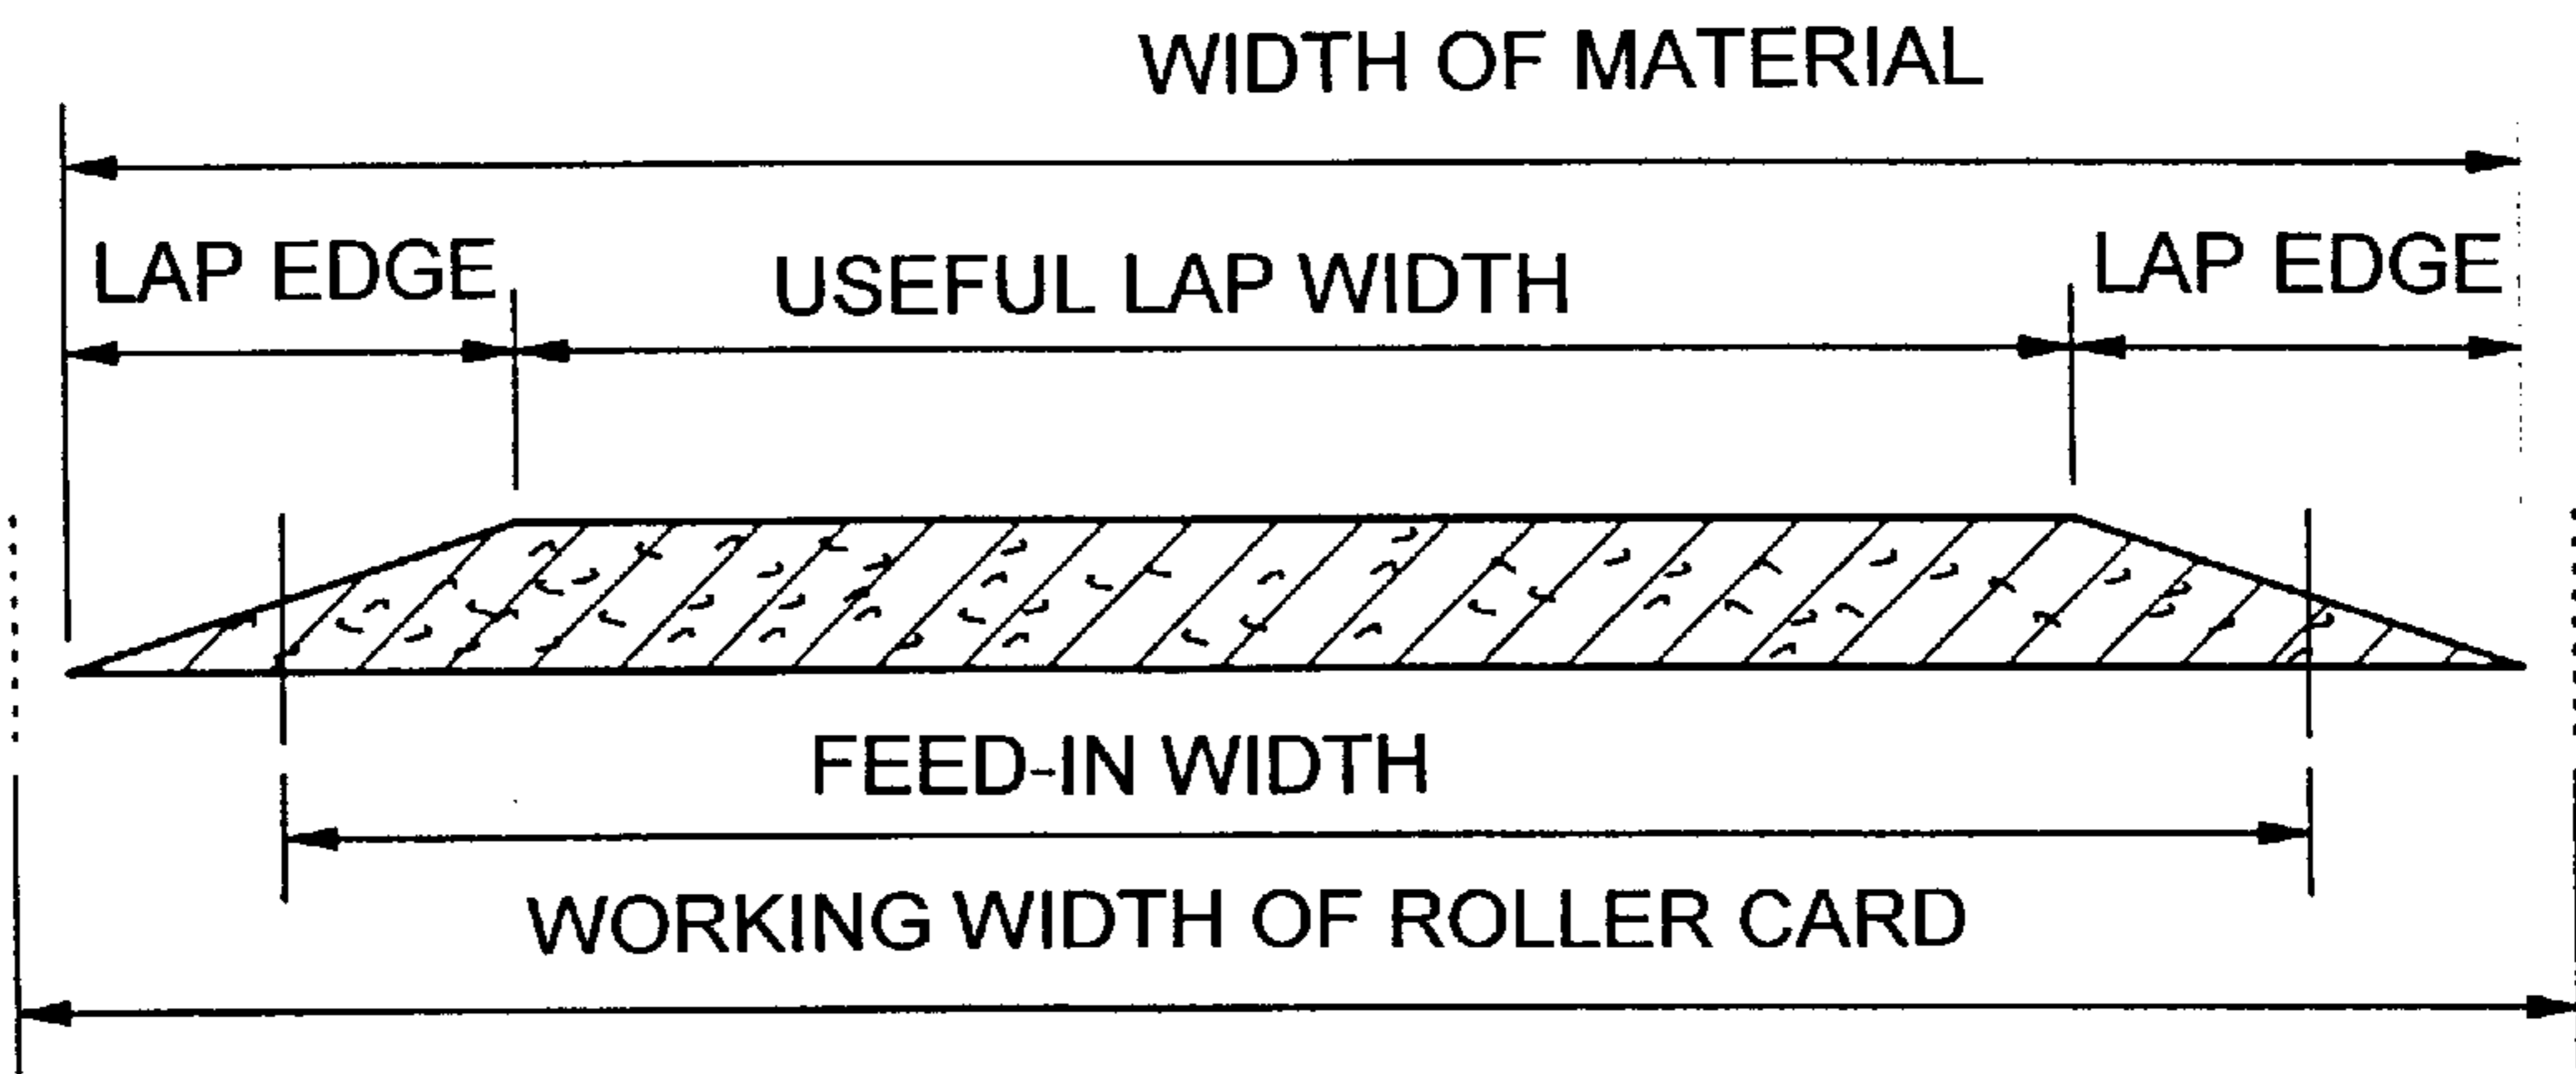 WIDTH OF MATERIAL
LAP EDGE USEFUL LAP WIDTH LAP EDGE
FEED-IN WIDTH
WORKING WIDTH OF ROLLER CARD